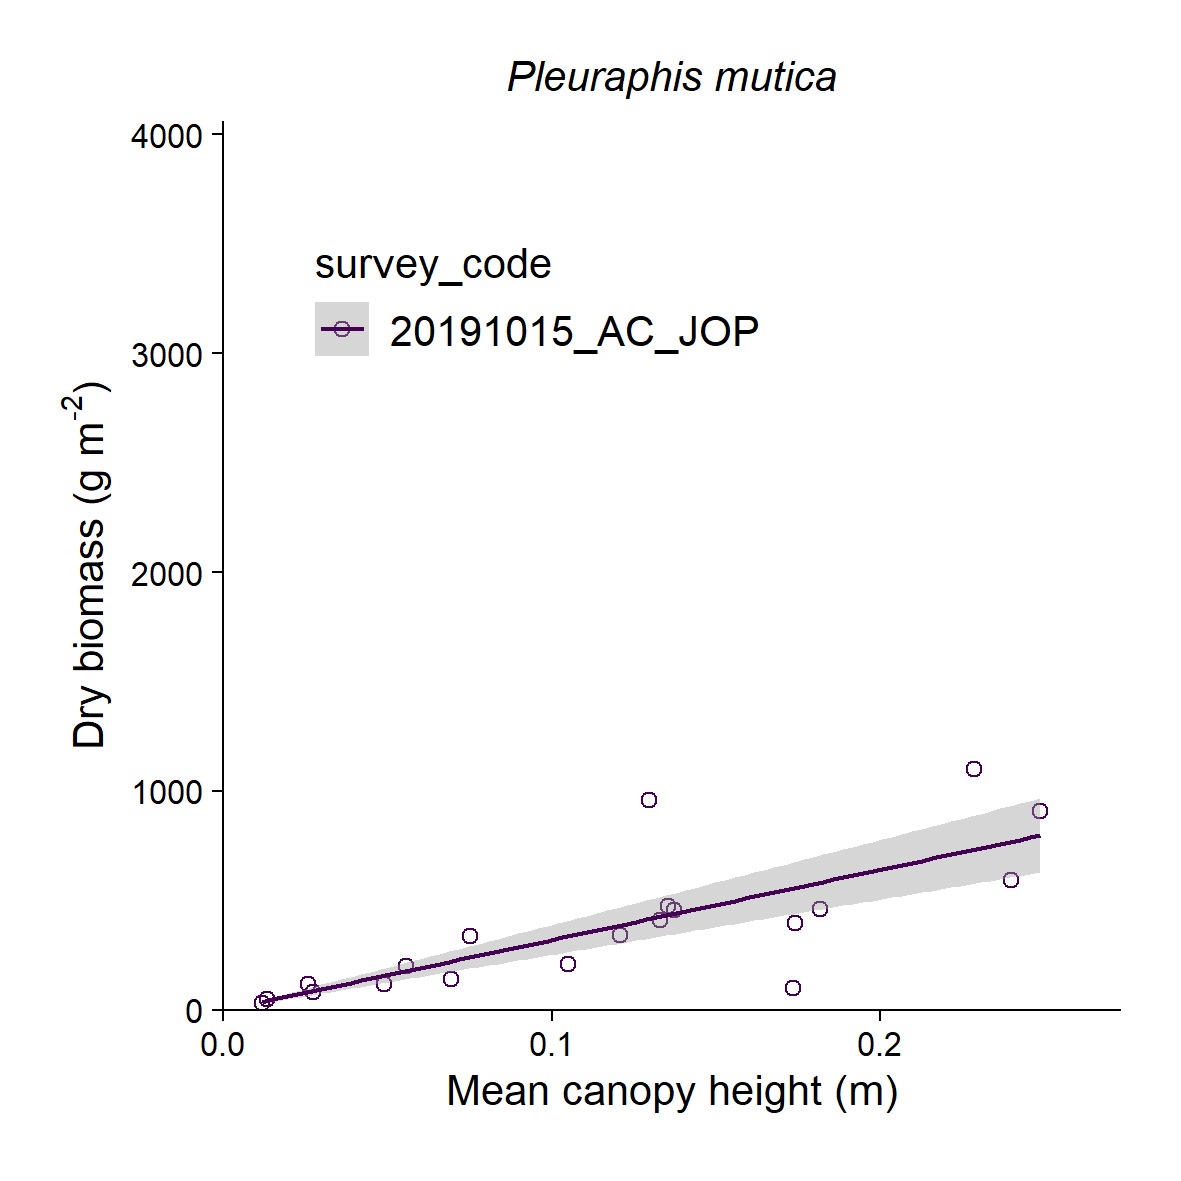 Pleuraphis mutica
4000
3000
2000
1000
0
survey_code
20191015_AC_JOP
Dry biomass (g m⁻²)
0.0 0.1 0.2
Mean canopy height (m)